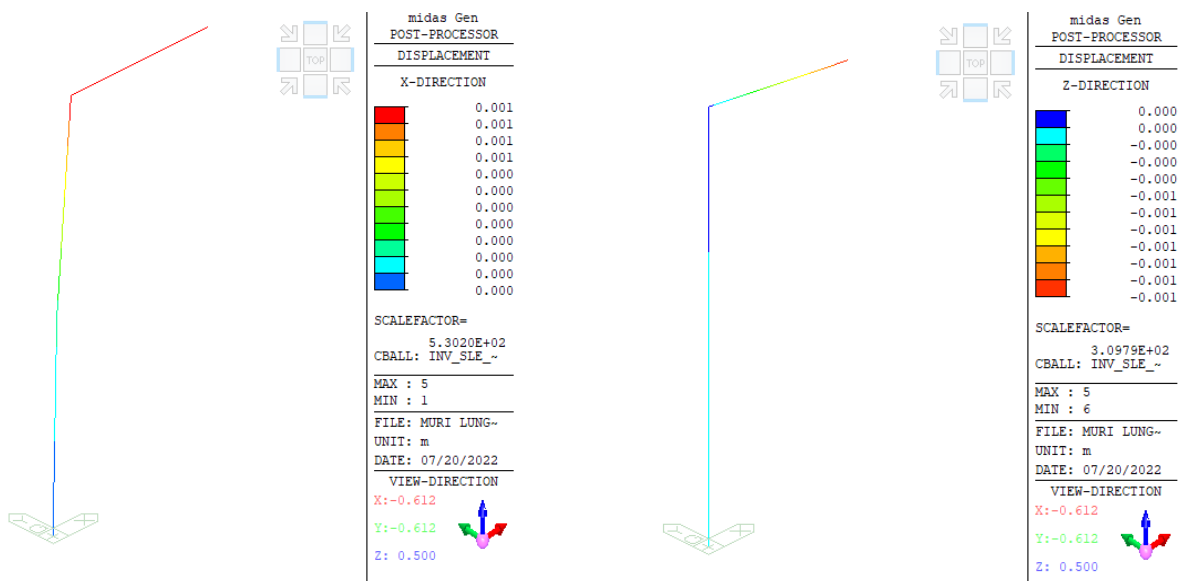 midas Gen
POST-PROCESSOR
DISPLACEMENT
X-DIRECTION
0.001
0.001
0.001
0.001
0.000
0.000
0.000
0.000
0.000
0.000
0.000
0.000
SCALEFACTOR=
5.3020E+02
CBALL: INV_SLE_~
MAX : 5
MIN : 1
FILE: MURI LUNG~
UNIT: m
DATE: 07/20/2022
VIEW-DIRECTION
X:-0.612
Y:-0.612
Z: 0.500
TOP
midas Gen
POST-PROCESSOR
DISPLACEMENT
Z-DIRECTION
0.000
0.000
-0.000
-0.000
-0.000
-0.001
-0.001
-0.001
-0.001
-0.001
-0.001
-0.001
SCALEFACTOR=
3.0979E+02
CBALL: INV_SLE_~
MAX : 5
MIN : 6
FILE: MURI LUNG~
UNIT: m
DATE: 07/20/2022
VIEW-DIRECTION
X:-0.612
Y:-0.612
Z: 0.500
TOP